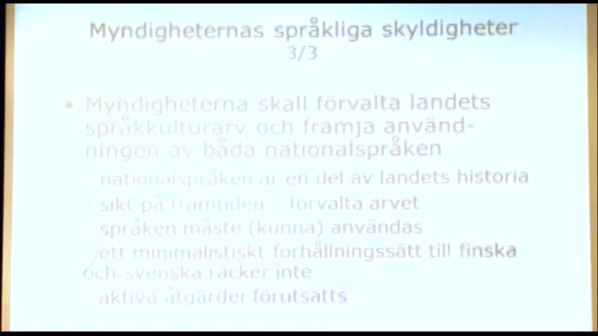 Myndigheternas språkliga skyldigheter
3/3
• Myndigheterna skall förvalta landets
språkkulturarv och främja använd-
ningen av båda nationalspråken
- nationalspråken är en del av landets historia
- sikt på framtiden förvalta arvet
- språken måste (kunna) användas
- ett minimalistiskt förhållningssätt till finska
och svenska räcker inte
- aktiva åtgärder förutsätts